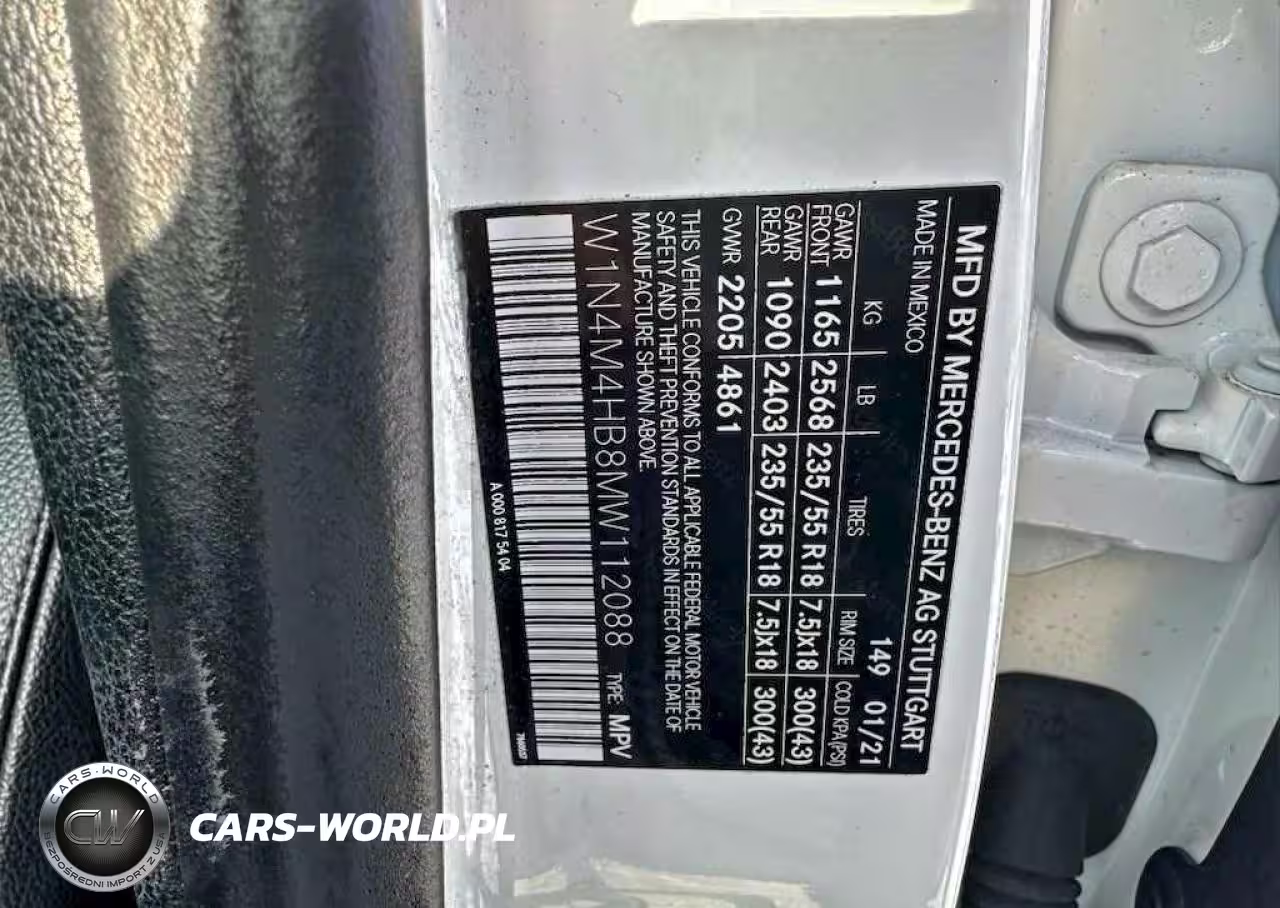 MFD BY MERCEDES-BENZ AG STUTTGART
MADE IN MEXICO 149 01/21
KG LB TIRES RIM SIZE COLD KPA (PSI)
GAWR FRONT 1165 2568 235/55 R18 7.5Jx18 300(43)
GAWR REAR 1090 2403 235/55 R18 7.5Jx18 300(43)
GVWR 2205 4861
THIS VEHICLE CONFORMS TO ALL APPLICABLE FEDERAL MOTOR VEHICLE
SAFETY AND THEFT PREVENTION STANDARDS IN EFFECT ON THE DATE OF
MANUFACTURE SHOWN ABOVE.
W1N4M4HB8MW112088 TYPE: MPV
A 000 817 54 04
CARS-WORLD
CW
BEZPOŚREDNI IMPORT Z USA
CARS-WORLD.PL